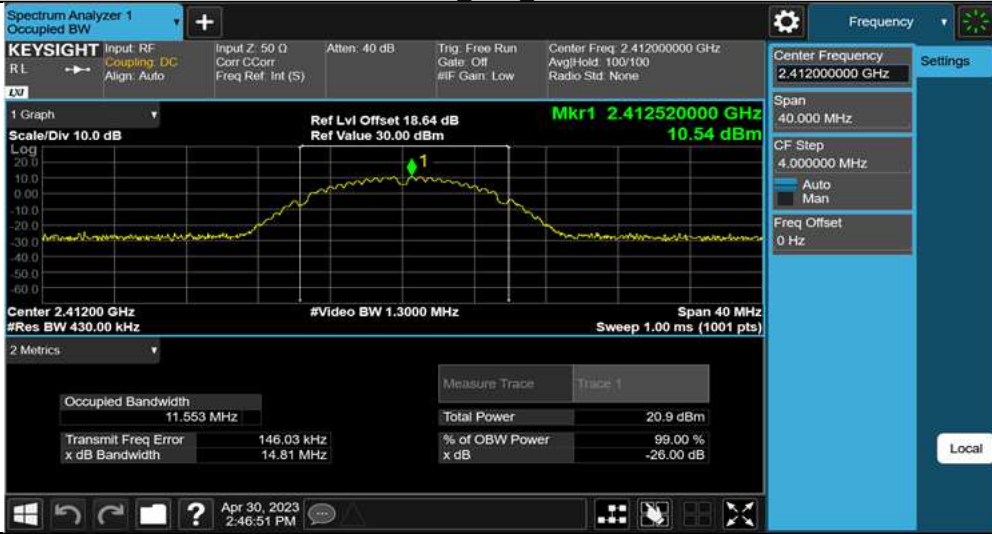 Spectrum Analyzer 1
Occupied BW
+
Frequency
KEYSIGHT
RL
LXI
Input: RF
Coupling: DC
Align: Auto
Input Z: 50 Ω
Corr CCorr
Freq Ref: Int (S)
Atten: 40 dB
Trig: Free Run
Gate: Off
#IF Gain: Low
Center Freq: 2.412000000 GHz
Avg|Hold: 100/100
Radio Std: None
Center Frequency
2.412000000 GHz
Settings
Span
40.000 MHz
CF Step
4.000000 MHz
Auto
Man
Freq Offset
0 Hz
Local
1 Graph
Scale/Div 10.0 dB
Ref Lvl Offset 18.64 dB
Ref Value 30.00 dBm
Mkr1 2.412520000 GHz
10.54 dBm
Log
20.0
10.0
0.00
-10.0
-20.0
-30.0
-40.0
-50.0
-60.0
1
Center 2.41200 GHz
#Res BW 430.00 kHz
#Video BW 1.3000 MHz
Span 40 MHz
Sweep 1.00 ms (1001 pts)
2 Metrics
Measure Trace
Trace 1
Occupied Bandwidth
11.553 MHz
Total Power
20.9 dBm
Transmit Freq Error
146.03 kHz
% of OBW Power
99.00 %
x dB Bandwidth
14.81 MHz
x dB
-26.00 dB
?
Apr 30, 2023
2:46:51 PM